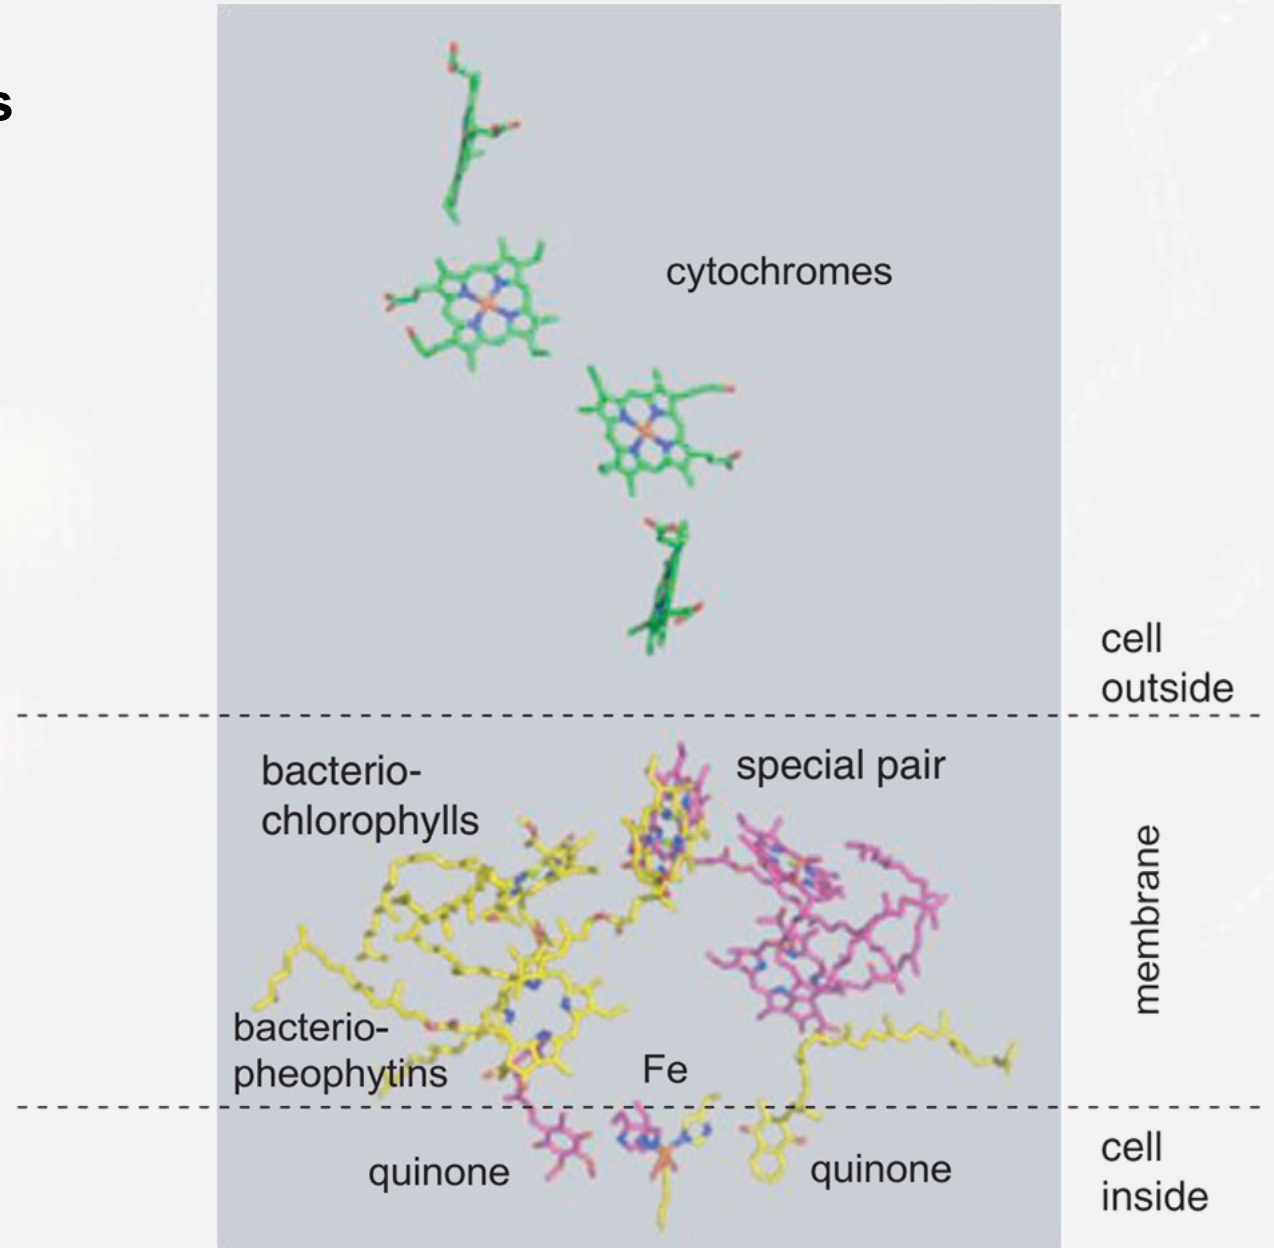 s
cytochromes
cell
outside
bacterio-
chlorophylls
special pair
membrane
bacterio-
pheophytins
Fe
quinone
quinone
cell
inside